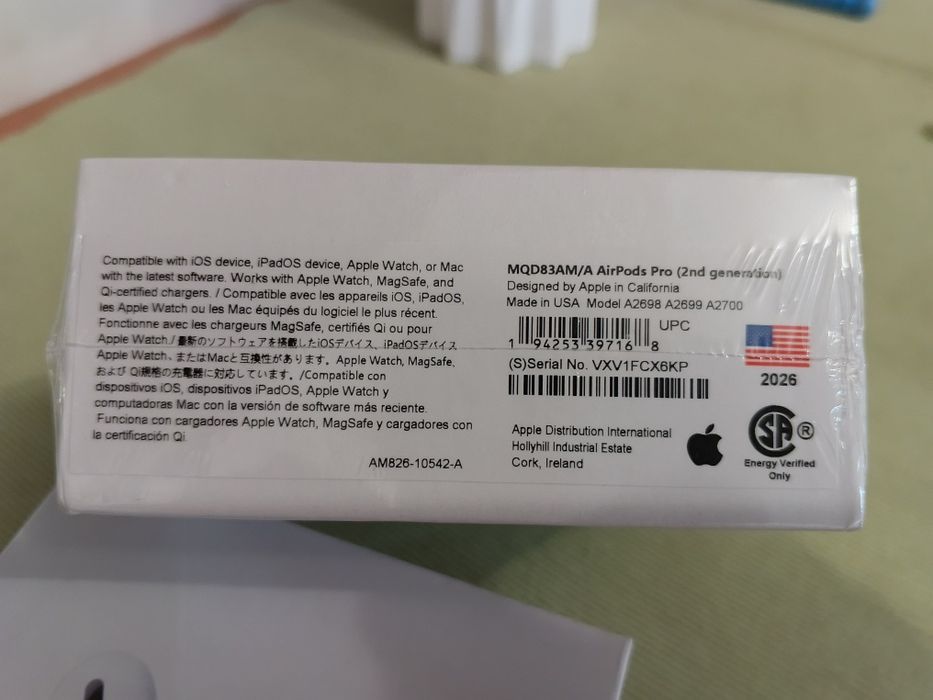 Compatible with iOS device, iPadOS device, Apple Watch, or Mac
with the latest software. Works with Apple Watch, MagSafe, and
Qi-certified chargers. / Compatible avec les appareils iOS, iPadOS,
les Apple Watch ou les Mac équipés du logiciel le plus récent.
Fonctionne avec les chargeurs MagSafe, certifiés Qi ou pour
Apple Watch./ 最新のソフトウェアを搭載したiOSデバイス、iPadOSデバイス
Apple Watch、またはMacと互換性があります。Apple Watch, MagSafe,
および Qi規格の充電器に対応しています。/Compatible con
dispositivos iOS, dispositivos iPadOS, Apple Watch y
computadoras Mac con la versión de software más reciente.
Funciona con cargadores Apple Watch, MagSafe y cargadores con
la certificación Qi
AM826-10542-A
MQD83AM/A AirPods Pro (2nd generation)
Designed by Apple in California
Made in USA Model A2698 A2699 A2700
UPC
1 94253 39716 8
(S)Serial No. VXV1FCX6KP
Apple Distribution International
Hollyhill Industrial Estate
Cork, Ireland
2026
SA ®
Energy Verified
Only